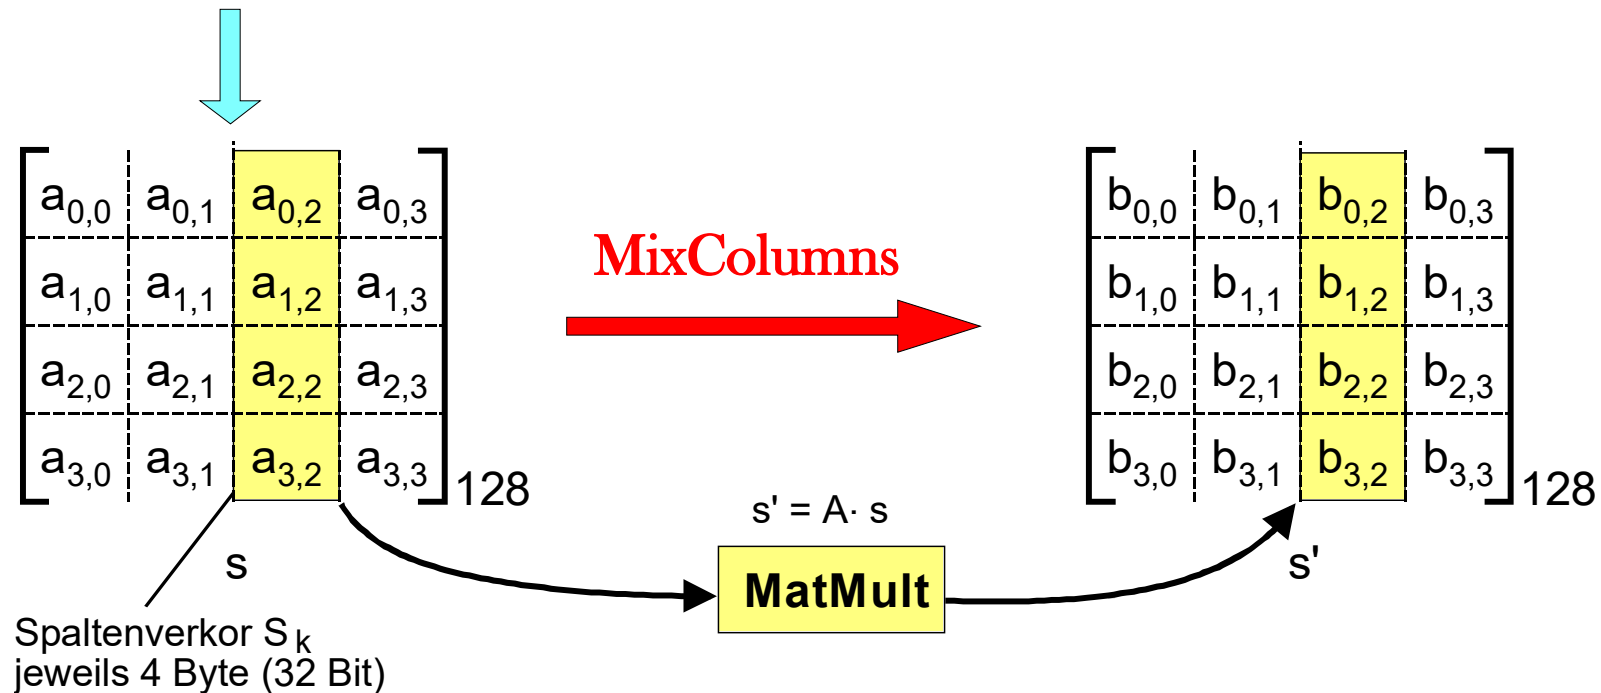 a0,0 a0,1 a0,2 a0,3
a1,0 a1,1 a1,2 a1,3
a2,0 a2,1 a2,2 a2,3
a3,0 a3,1 a3,2 a3,3
128
MixColumns
b0,0 b0,1 b0,2 b0,3
b1,0 b1,1 b1,2 b1,3
b2,0 b2,1 b2,2 b2,3
b3,0 b3,1 b3,2 b3,3
128
s' = A· s
s
MatMult
s'
Spaltenverkor Sk
jeweils 4 Byte (32 Bit)